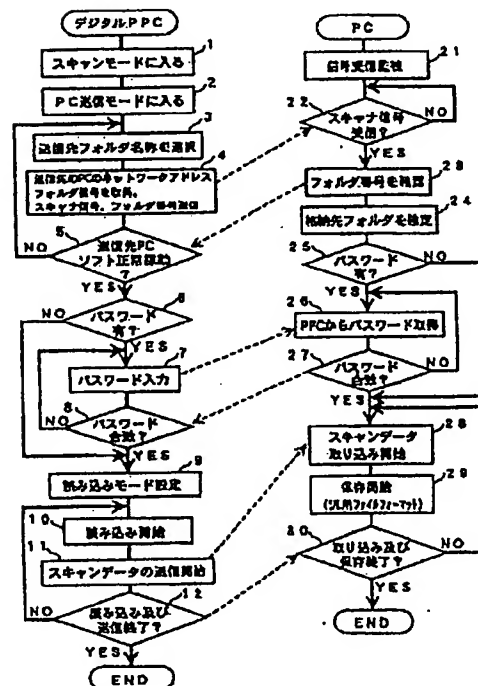 デジタルPPC
1
スキャンモードに入る
2
PC送信モードに入る
3
送信先フォルダ名称を選択
4
送信先のPCのネットワークアドレス
フォルダ番号を取得、
スキャナ信号、フォルダ番号送信
5
送信先PC
ソフト正常稼動
?
NO
YES
6
パスワード
有?
NO
YES
7
パスワード入力
8
パスワード
合致?
NO
YES
9
読み込みモード設定
10
読み込み開始
11
スキャンデータの送信開始
12
読み込み及び
送信終了?
NO
YES
END
PC
21
信号受信監視
22
スキャナ信号
受信?
NO
YES
23
フォルダ番号を確認
24
格納先フォルダを検定
25
パスワード
有?
YES
26
PPCからパスワード取得
27
パスワード
合致?
NO
YES
28
スキャンデータ
取り込み開始
29
保存開始
(汎用ファイルフォーマット)
30
取り込み及び
保存終了?
NO
YES
END